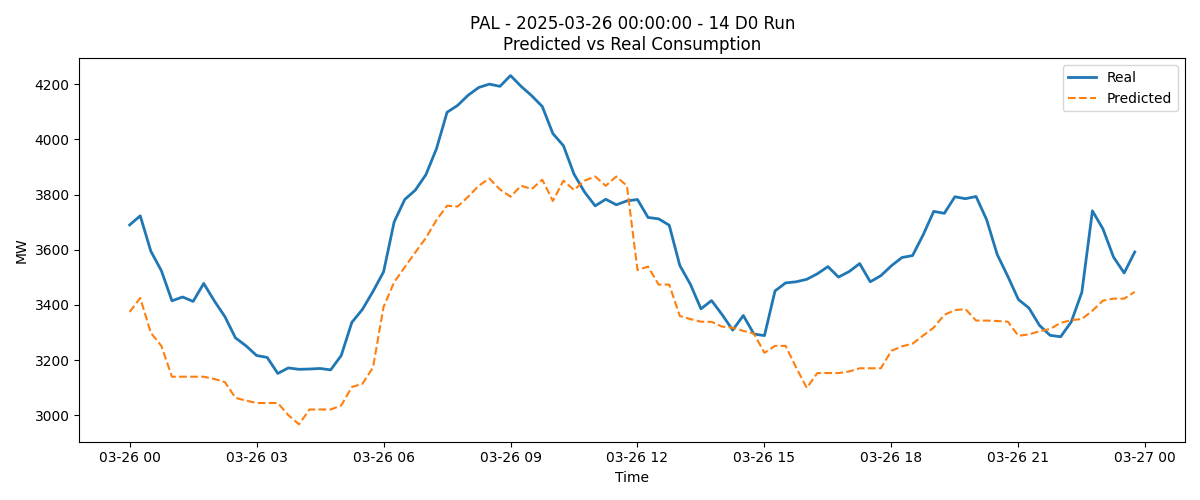 PAL - 2025-03-26 00:00:00 - 14 D0 Run
Predicted vs Real Consumption
Real
Predicted
MW
4200
4000
3800
3600
3400
3200
3000
03-26 00
03-26 03
03-26 06
03-26 09
03-26 12
03-26 15
03-26 18
03-26 21
03-27 00
Time